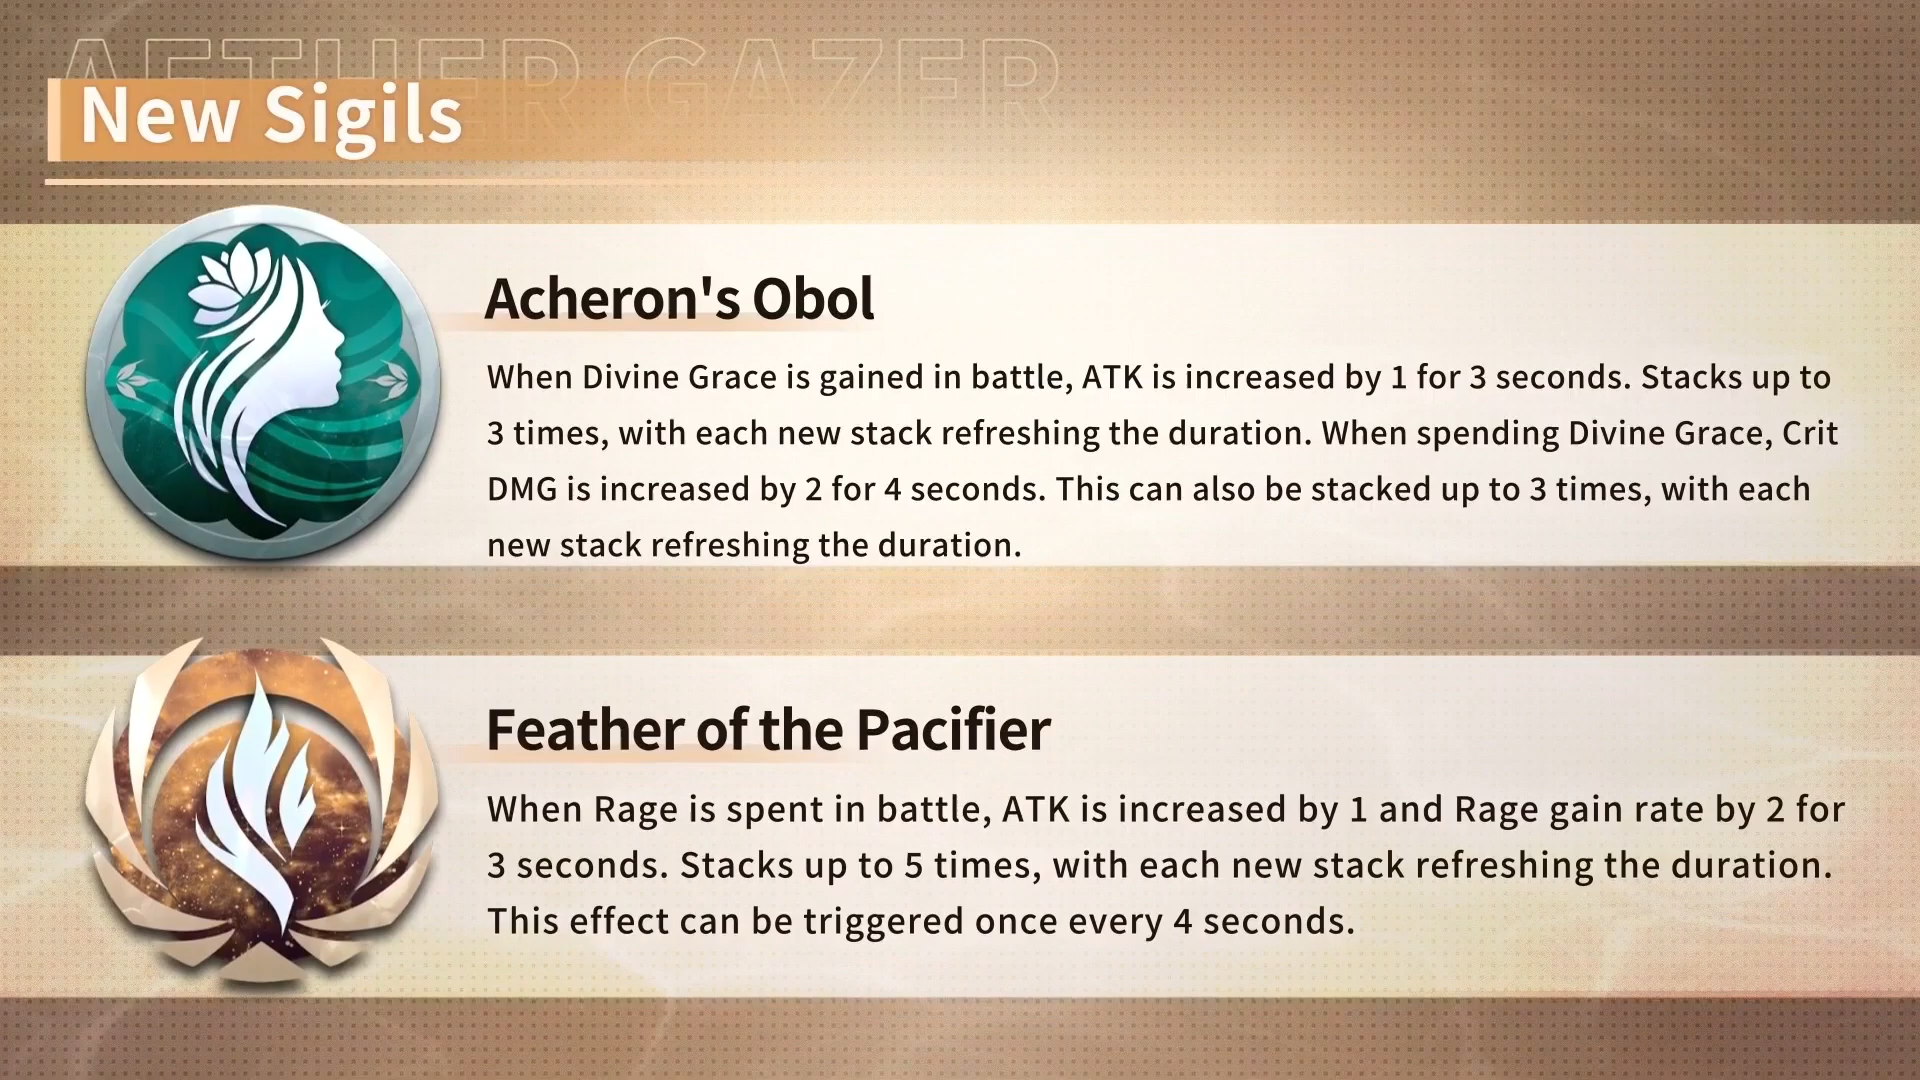 AETHER GAZER
New Sigils
Acheron's Obol
When Divine Grace is gained in battle, ATK is increased by 1 for 3 seconds. Stacks up to
3 times, with each new stack refreshing the duration. When spending Divine Grace, Crit
DMG is increased by 2 for 4 seconds. This can also be stacked up to 3 times, with each
new stack refreshing the duration.
Feather of the Pacifier
When Rage is spent in battle, ATK is increased by 1 and Rage gain rate by 2 for
3 seconds. Stacks up to 5 times, with each new stack refreshing the duration.
This effect can be triggered once every 4 seconds.